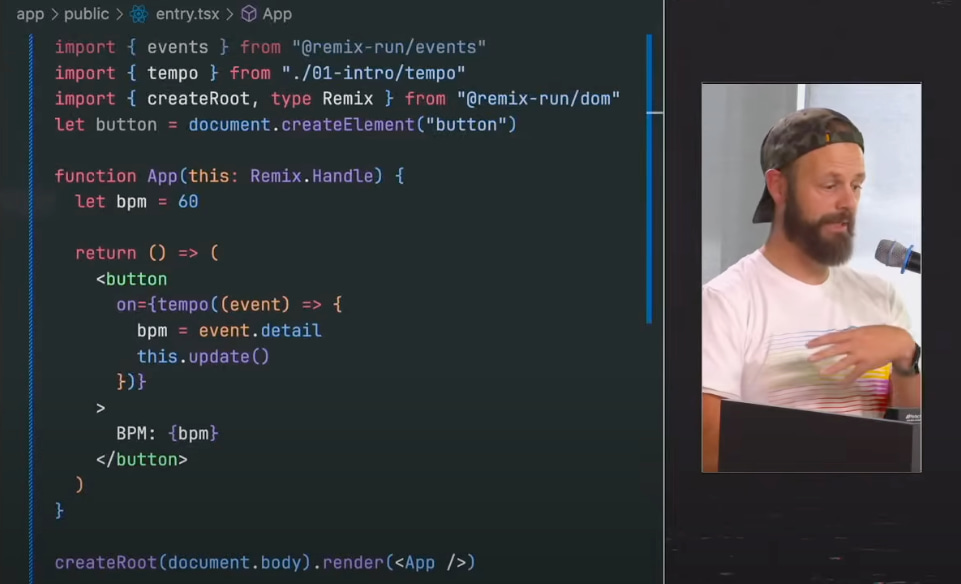 app > public > entry.tsx > App
import { events } from "@remix-run/events"
import { tempo } from "./01-intro/tempo"
import { createRoot, type Remix } from "@remix-run/dom"
let button = document.createElement("button")
function App(this: Remix.Handle) {
let bpm = 60
return () => (
<button
on={tempo((event) => {
bpm = event.detail
this.update()
})}
>
BPM: {bpm}
</button>
)
}
createRoot(document.body).render(<App />)